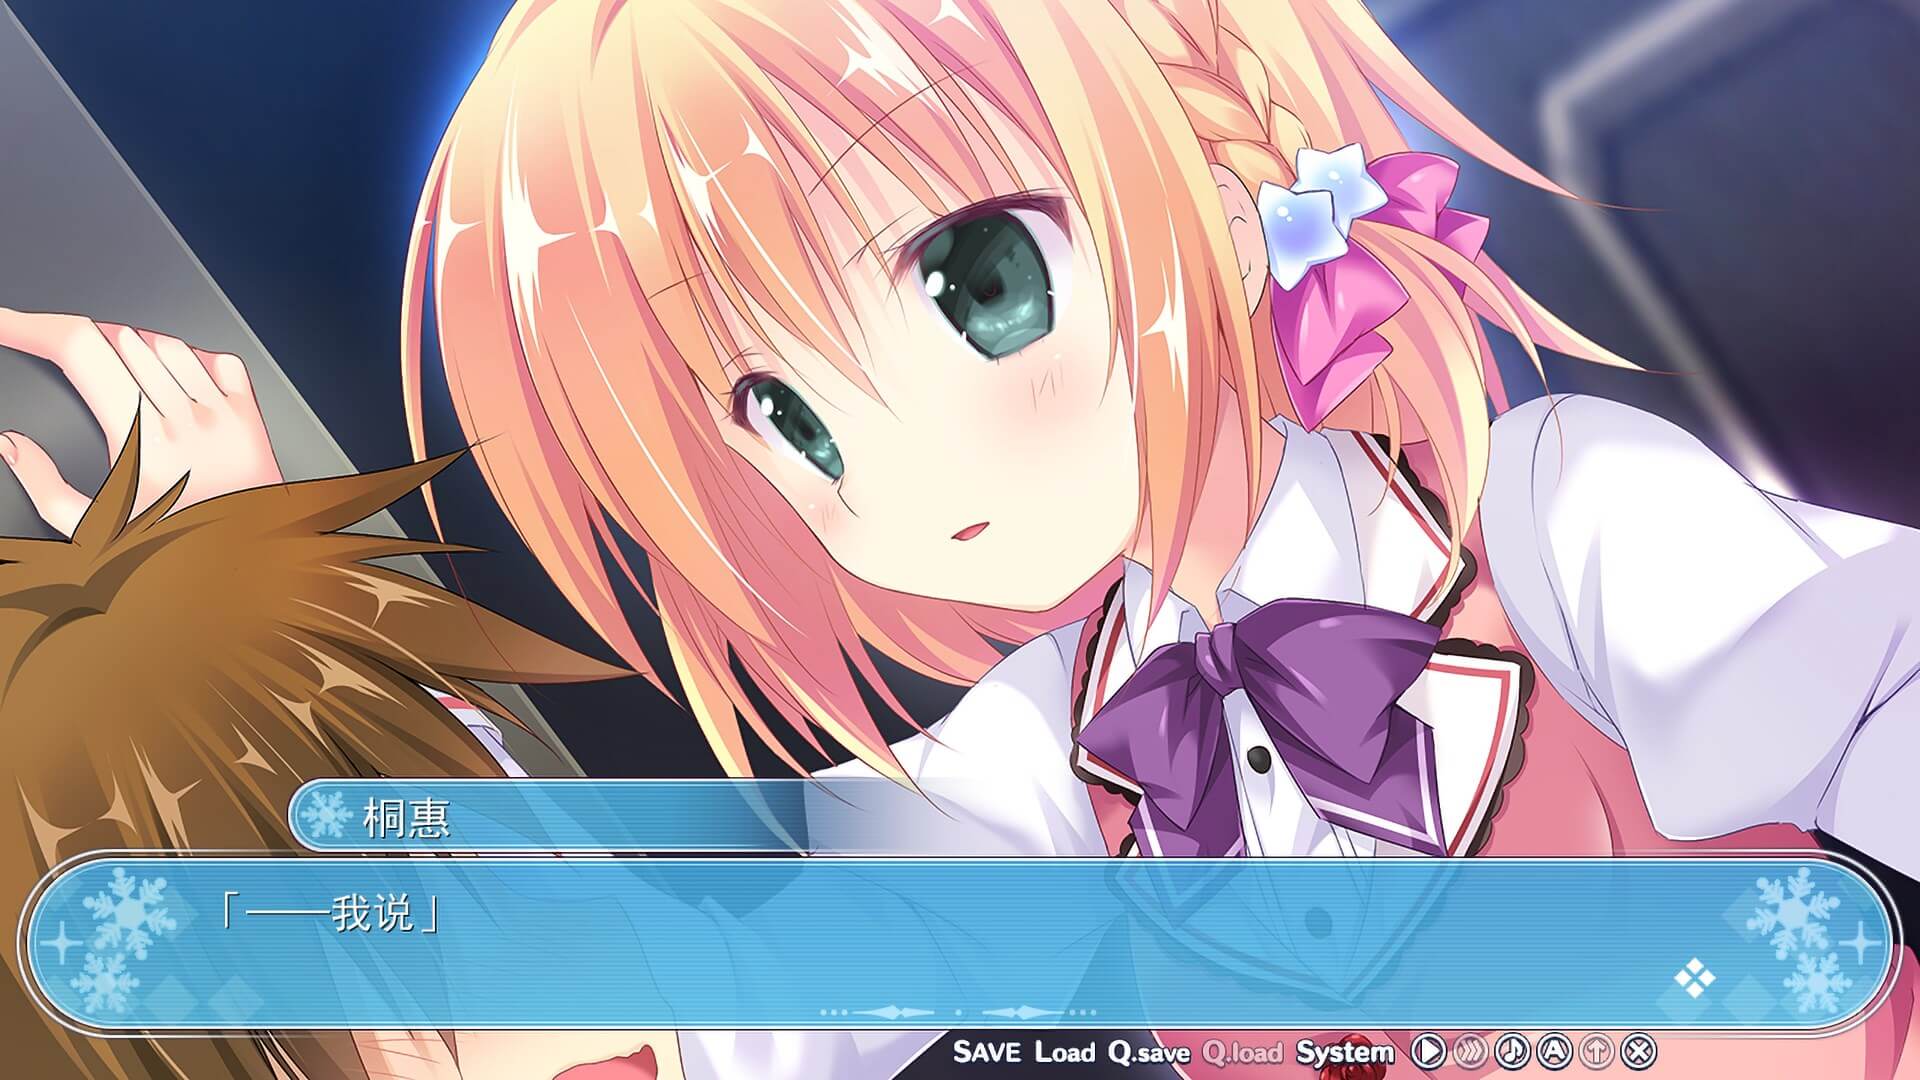 桐惠
「——我说」
SAVE Load Q.save Q.load System